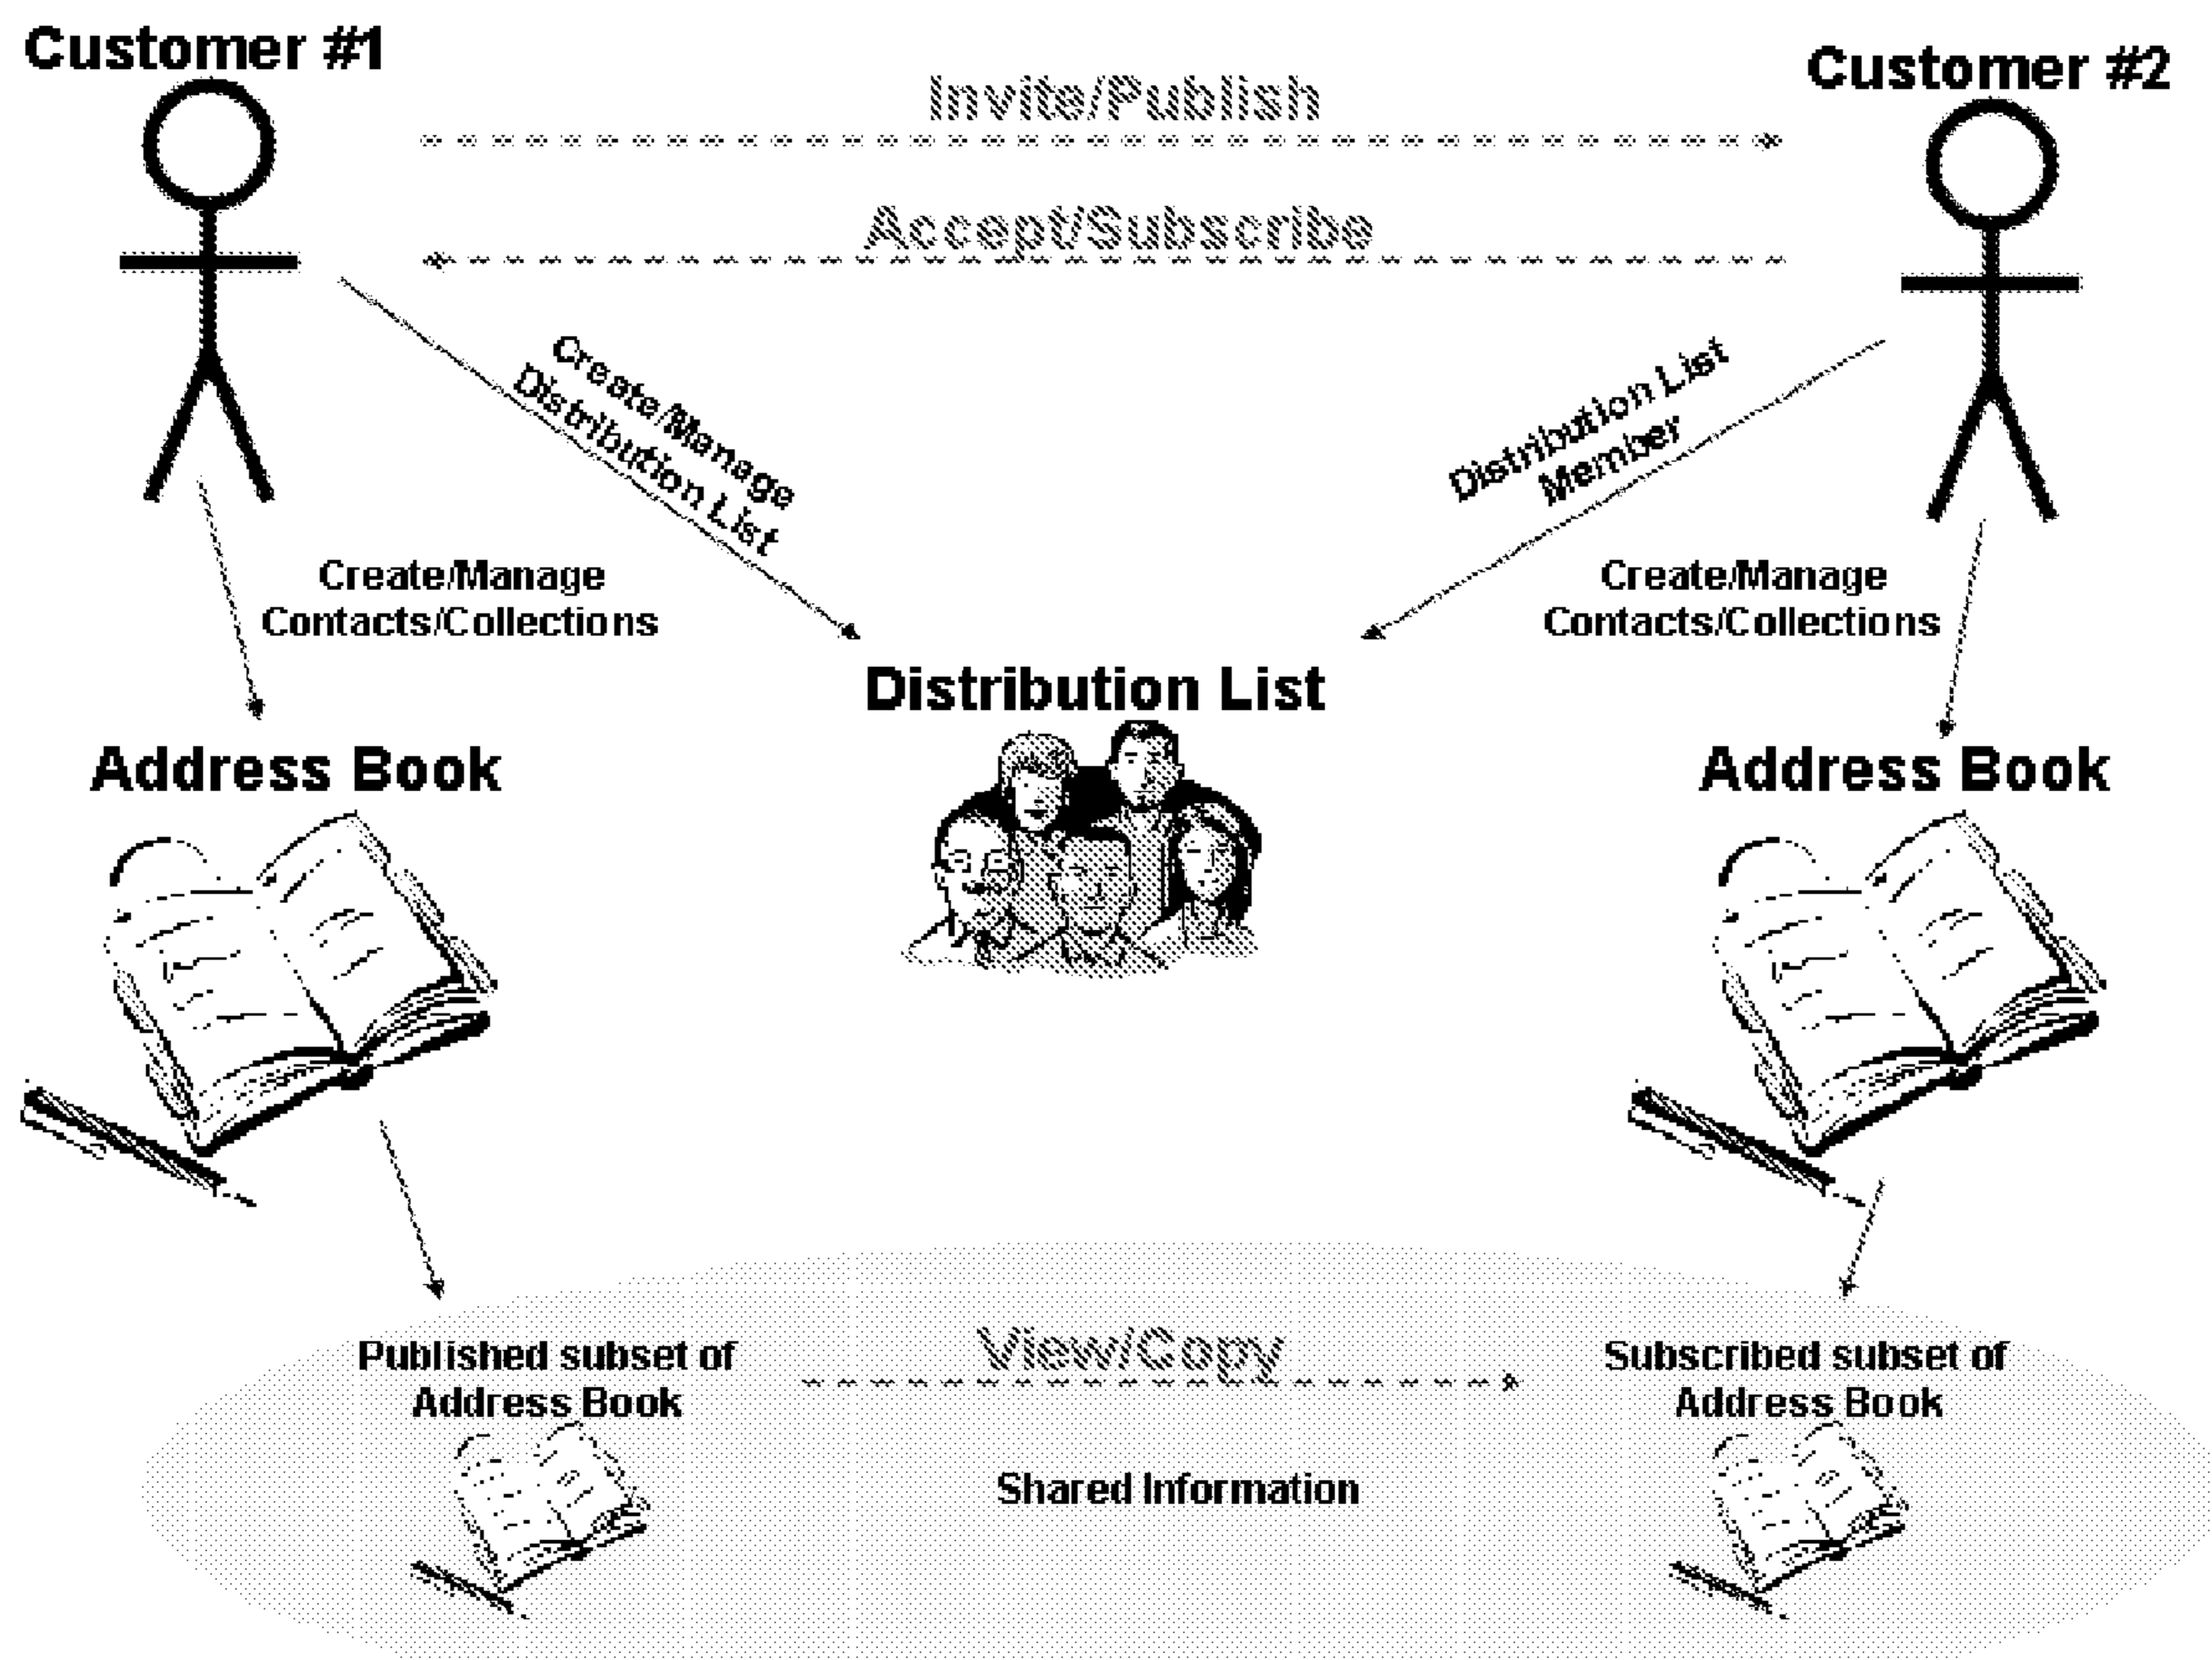 Customer #1
Customer #2
Invite/Publish
Accept/Subscribe
Create/Manage
Distribution List
Distribution List
Member
Create/Manage
Contacts/Collections
Create/Manage
Contacts/Collections
Distribution List
Address Book
Address Book
Published subset of
Address Book
View/Copy
Subscribed subset of
Address Book
Shared Information